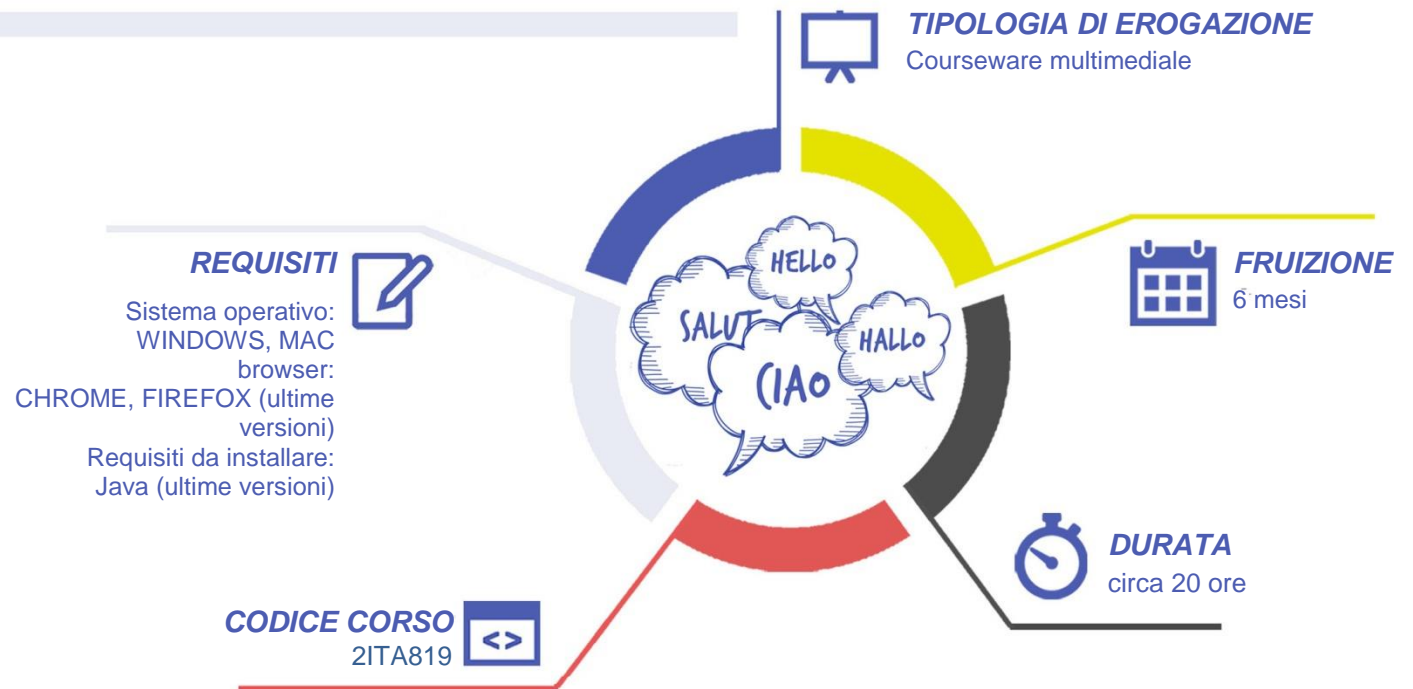 TIPOLOGIA DI EROGAZIONE
Courseware multimediale
REQUISITI
Sistema operativo:
WINDOWS, MAC
browser:
CHROME, FIREFOX (ultime
versioni)
Requisiti da installare:
Java (ultime versioni)
HELLO
SALUT
HALLO
CIAO
FRUIZIONE
6 mesi
DURATA
circa 20 ore
CODICE CORSO
2ITA819
<>